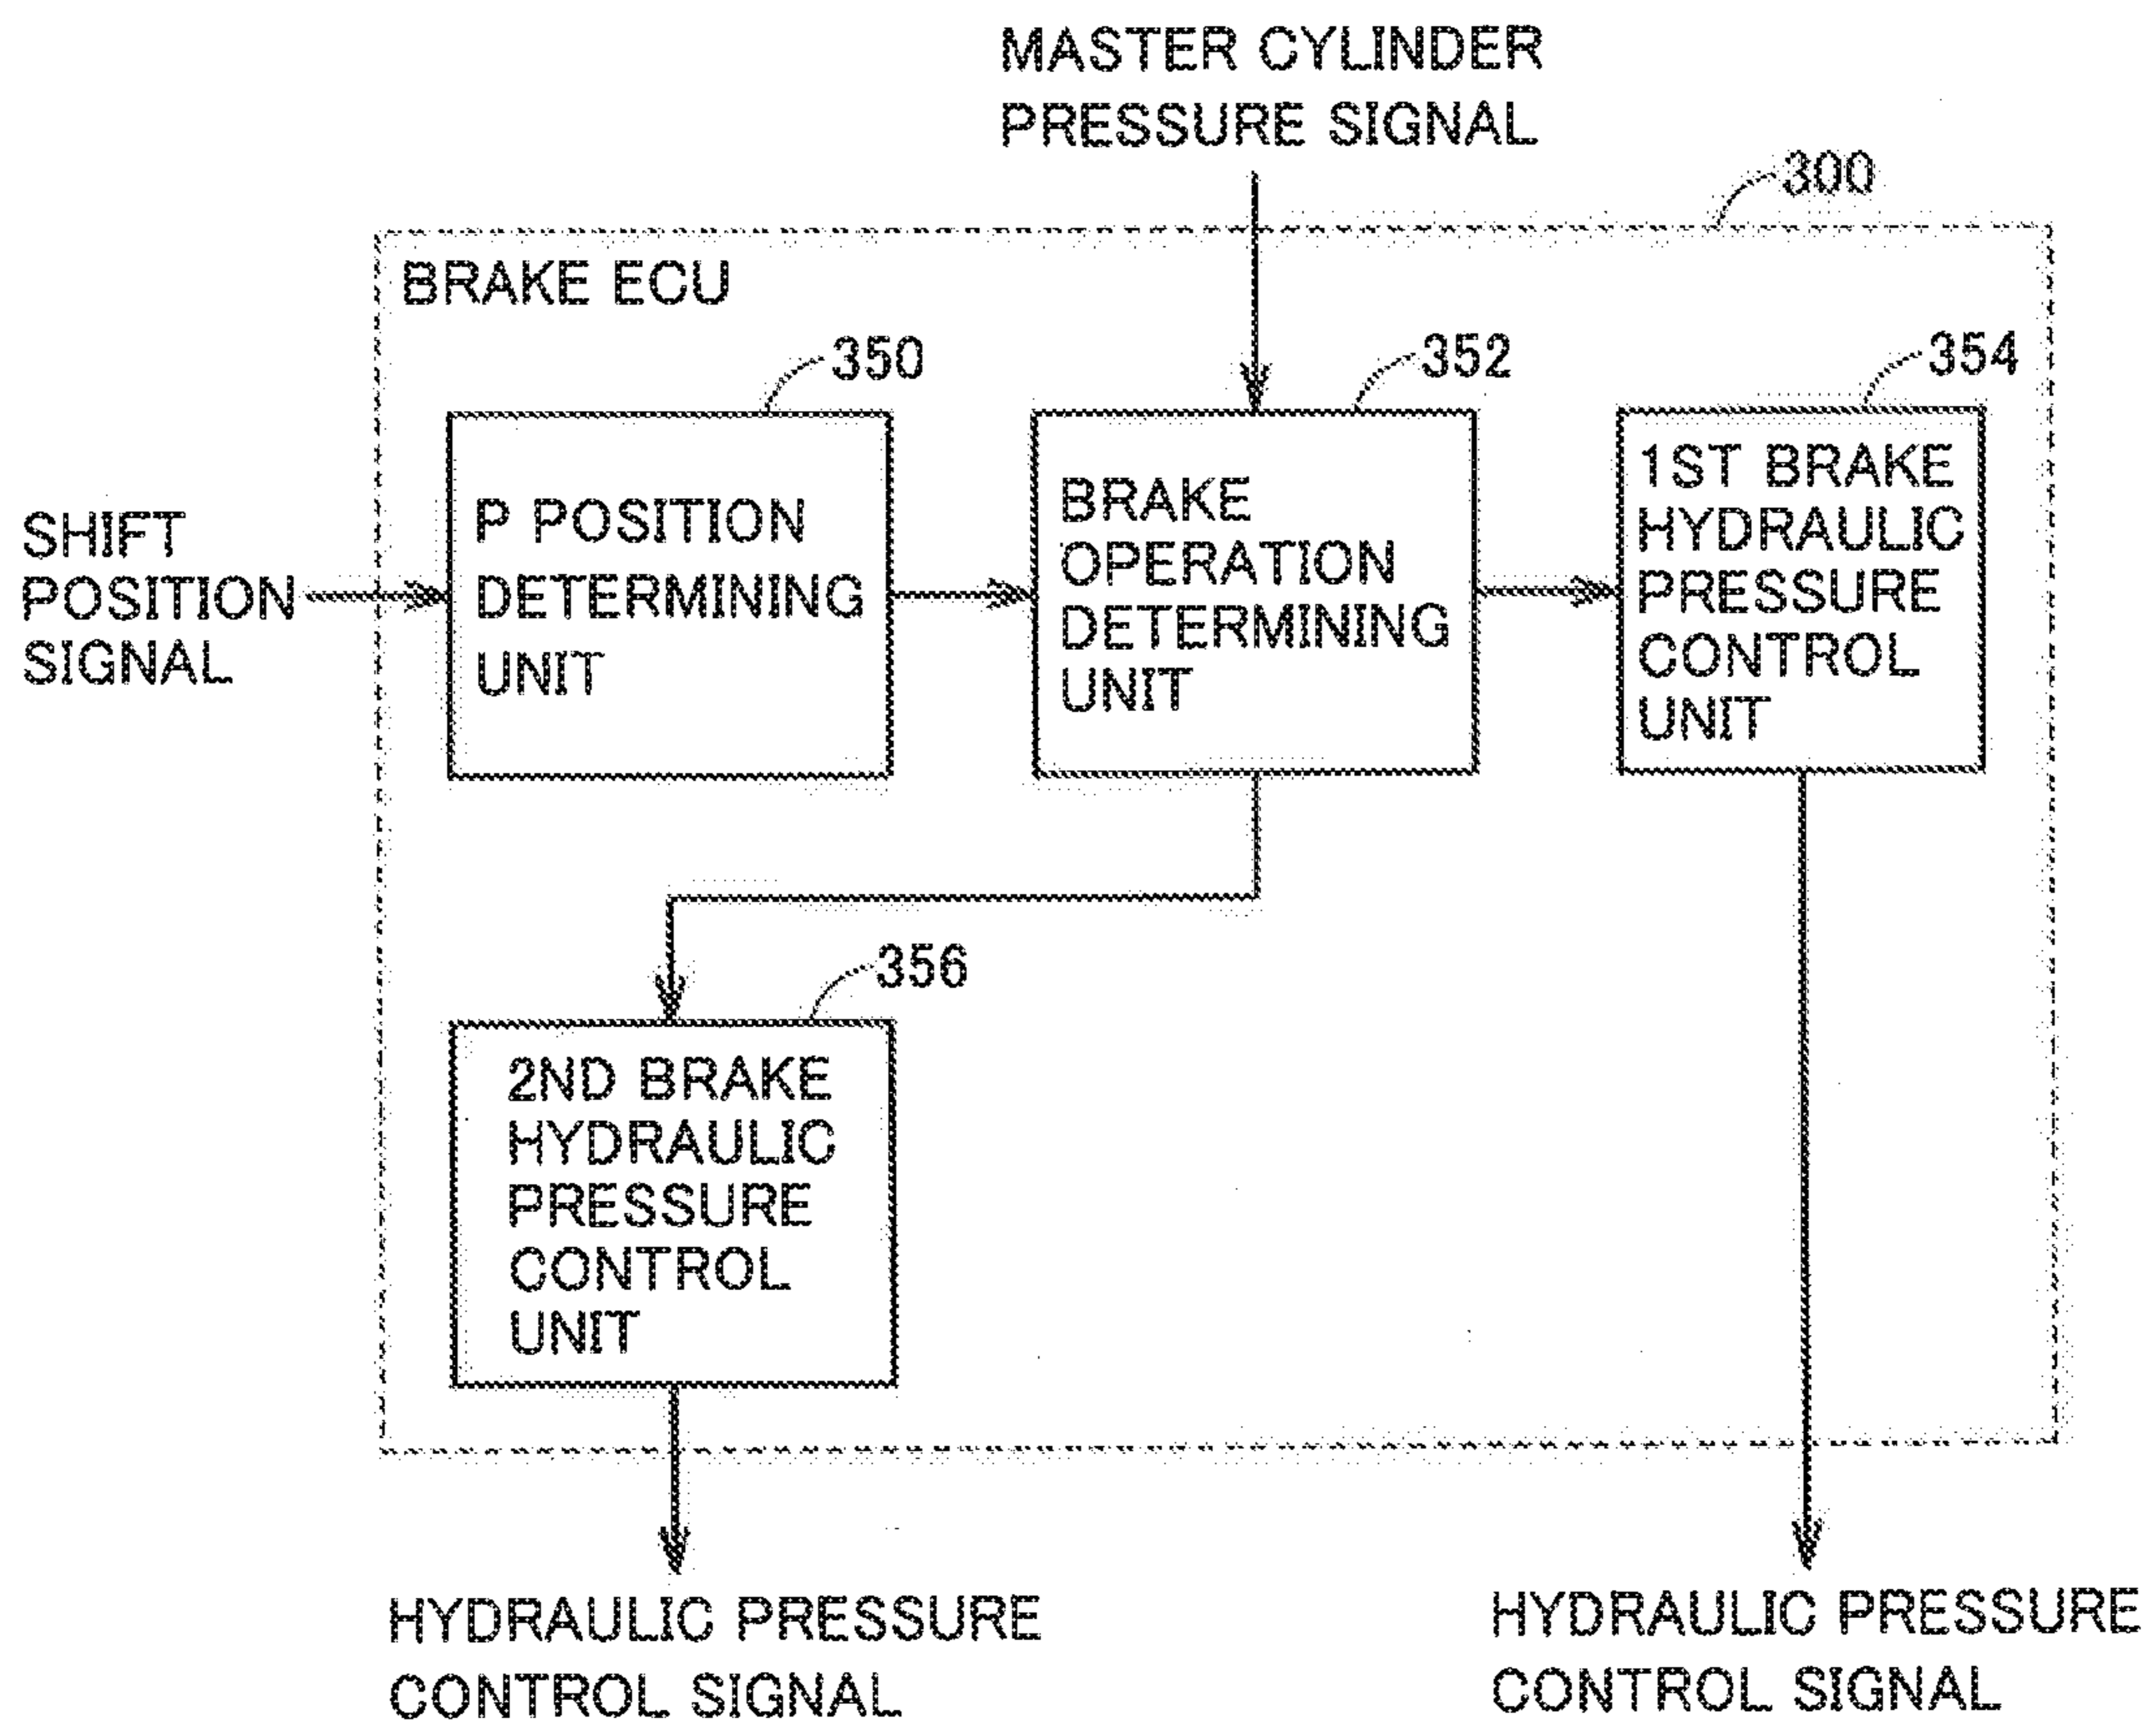 MASTER CYLINDER
PRESSURE SIGNAL
300
BRAKE ECU
350
352
354
SHIFT
POSITION
SIGNAL
P POSITION
DETERMINING
UNIT
BRAKE
OPERATION
DETERMINING
UNIT
1ST BRAKE
HYDRAULIC
PRESSURE
CONTROL
UNIT
356
2ND BRAKE
HYDRAULIC
PRESSURE
CONTROL
UNIT
HYDRAULIC PRESSURE
CONTROL SIGNAL
HYDRAULIC PRESSURE
CONTROL SIGNAL